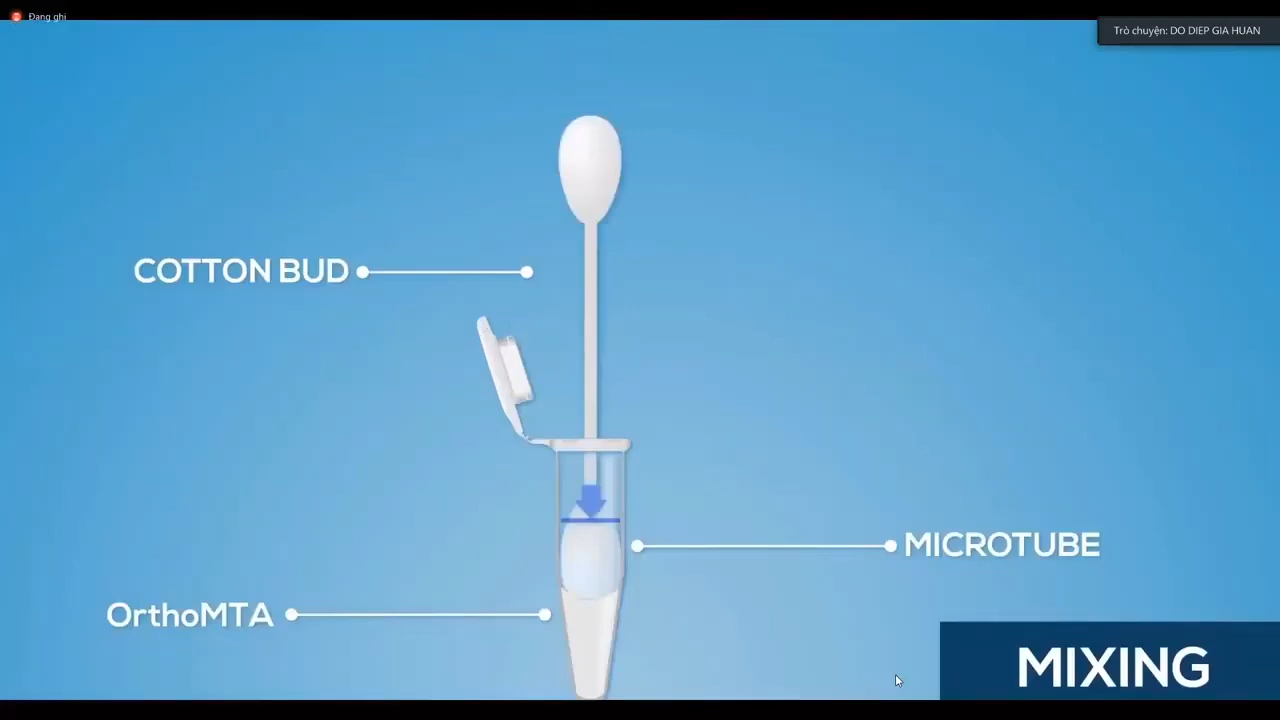 Đang ghi
Trò chuyện: DO DIEP GIA HUAN
COTTON BUD
MICROTUBE
OrthoMTA
MIXING